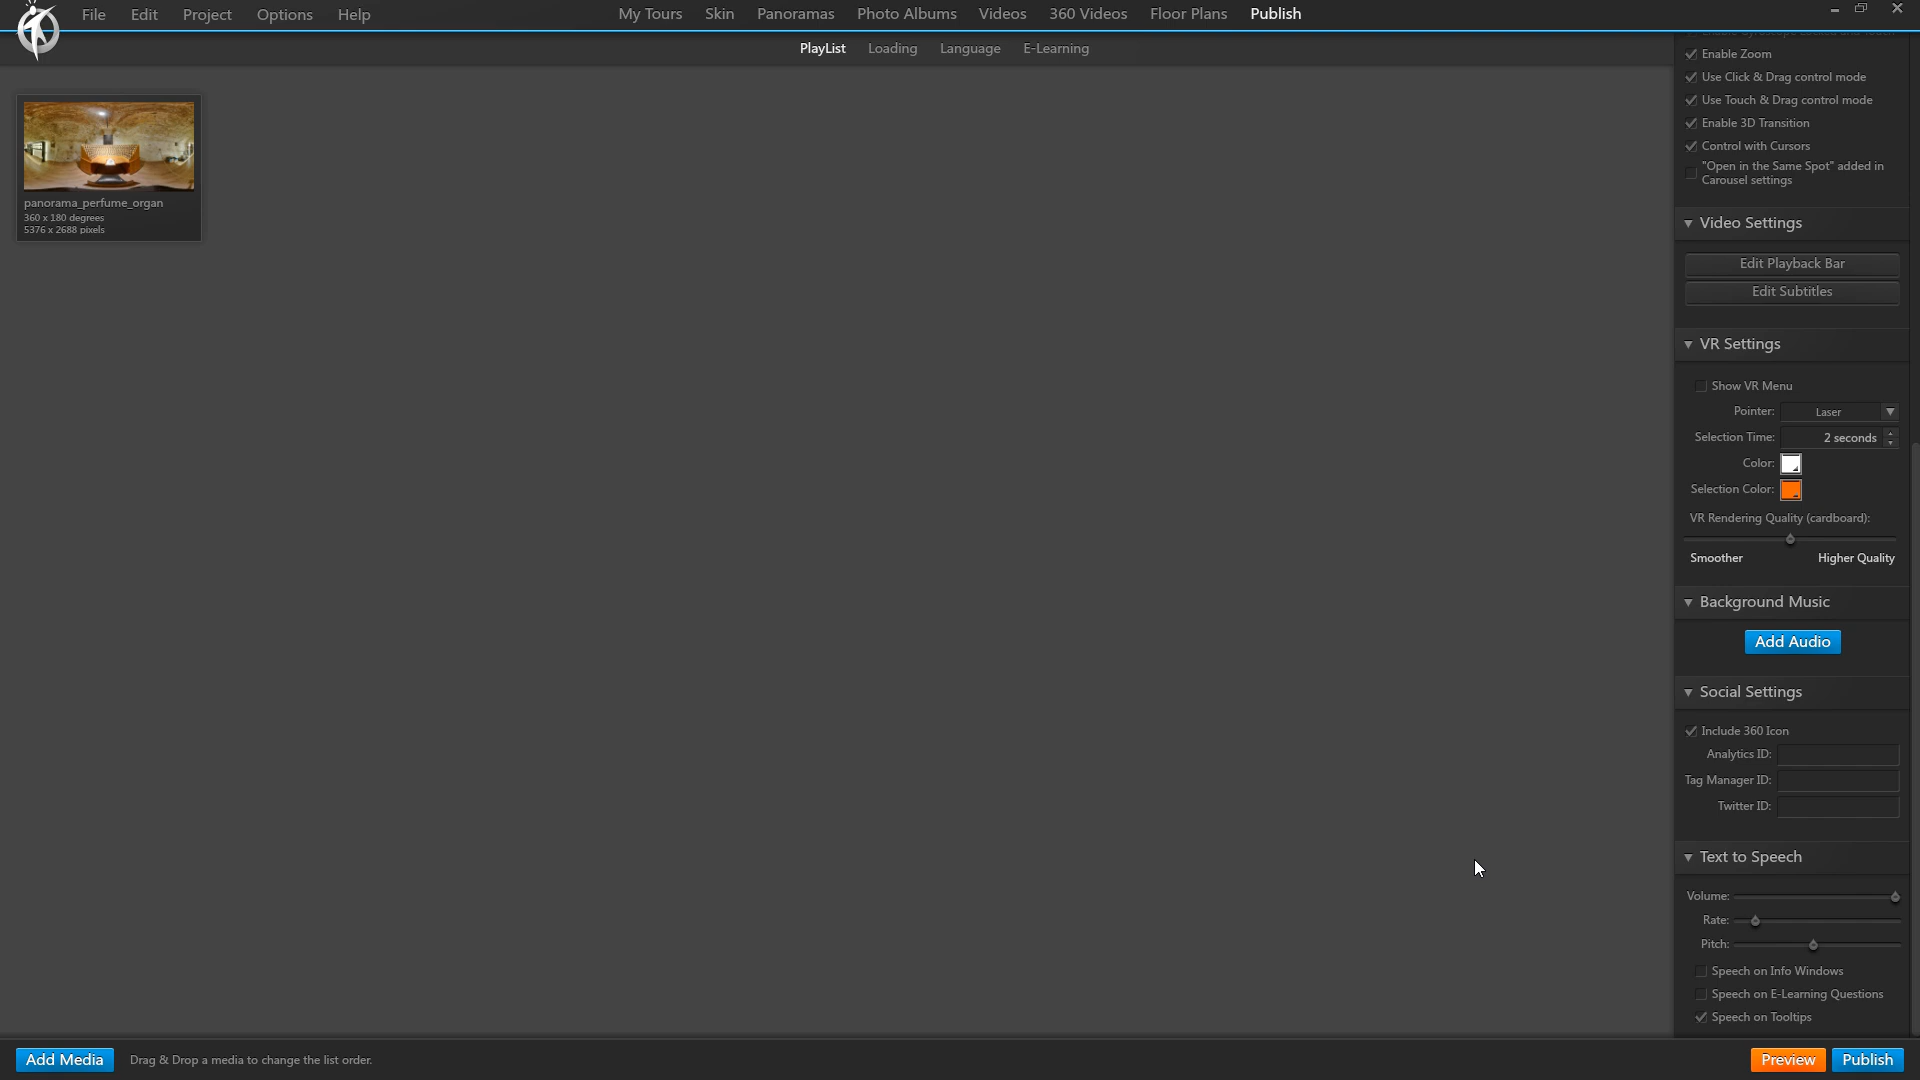 File Edit Project Options Help My Tours Skin Panoramas Photo Albums Videos 360 Videos Floor Plans Publish
PlayList Loading Language E-Learning
Enable Zoom
Use Click & Drag control mode
Use Touch & Drag control mode
Enable 3D Transition
Control with Cursors
"Open in the Same Spot" added in
Carousel settings
panorama_perfume_organ
360 x 180 degrees
5376 x 2688 pixels
Video Settings
Edit Playback Bar
Edit Subtitles
VR Settings
Show VR Menu
Pointer: Laser
Selection Time: 2 seconds
Color:
Selection Color:
VR Rendering Quality (cardboard):
Smoother Higher Quality
Background Music
Add Audio
Social Settings
Include 360 Icon
Analytics ID:
Tag Manager ID:
Twitter ID:
Text to Speech
Volume:
Rate:
Pitch:
Speech on Info Windows
Speech on E-Learning Questions
Speech on Tooltips
Add Media Drag & Drop a media to change the list order. Preview Publish